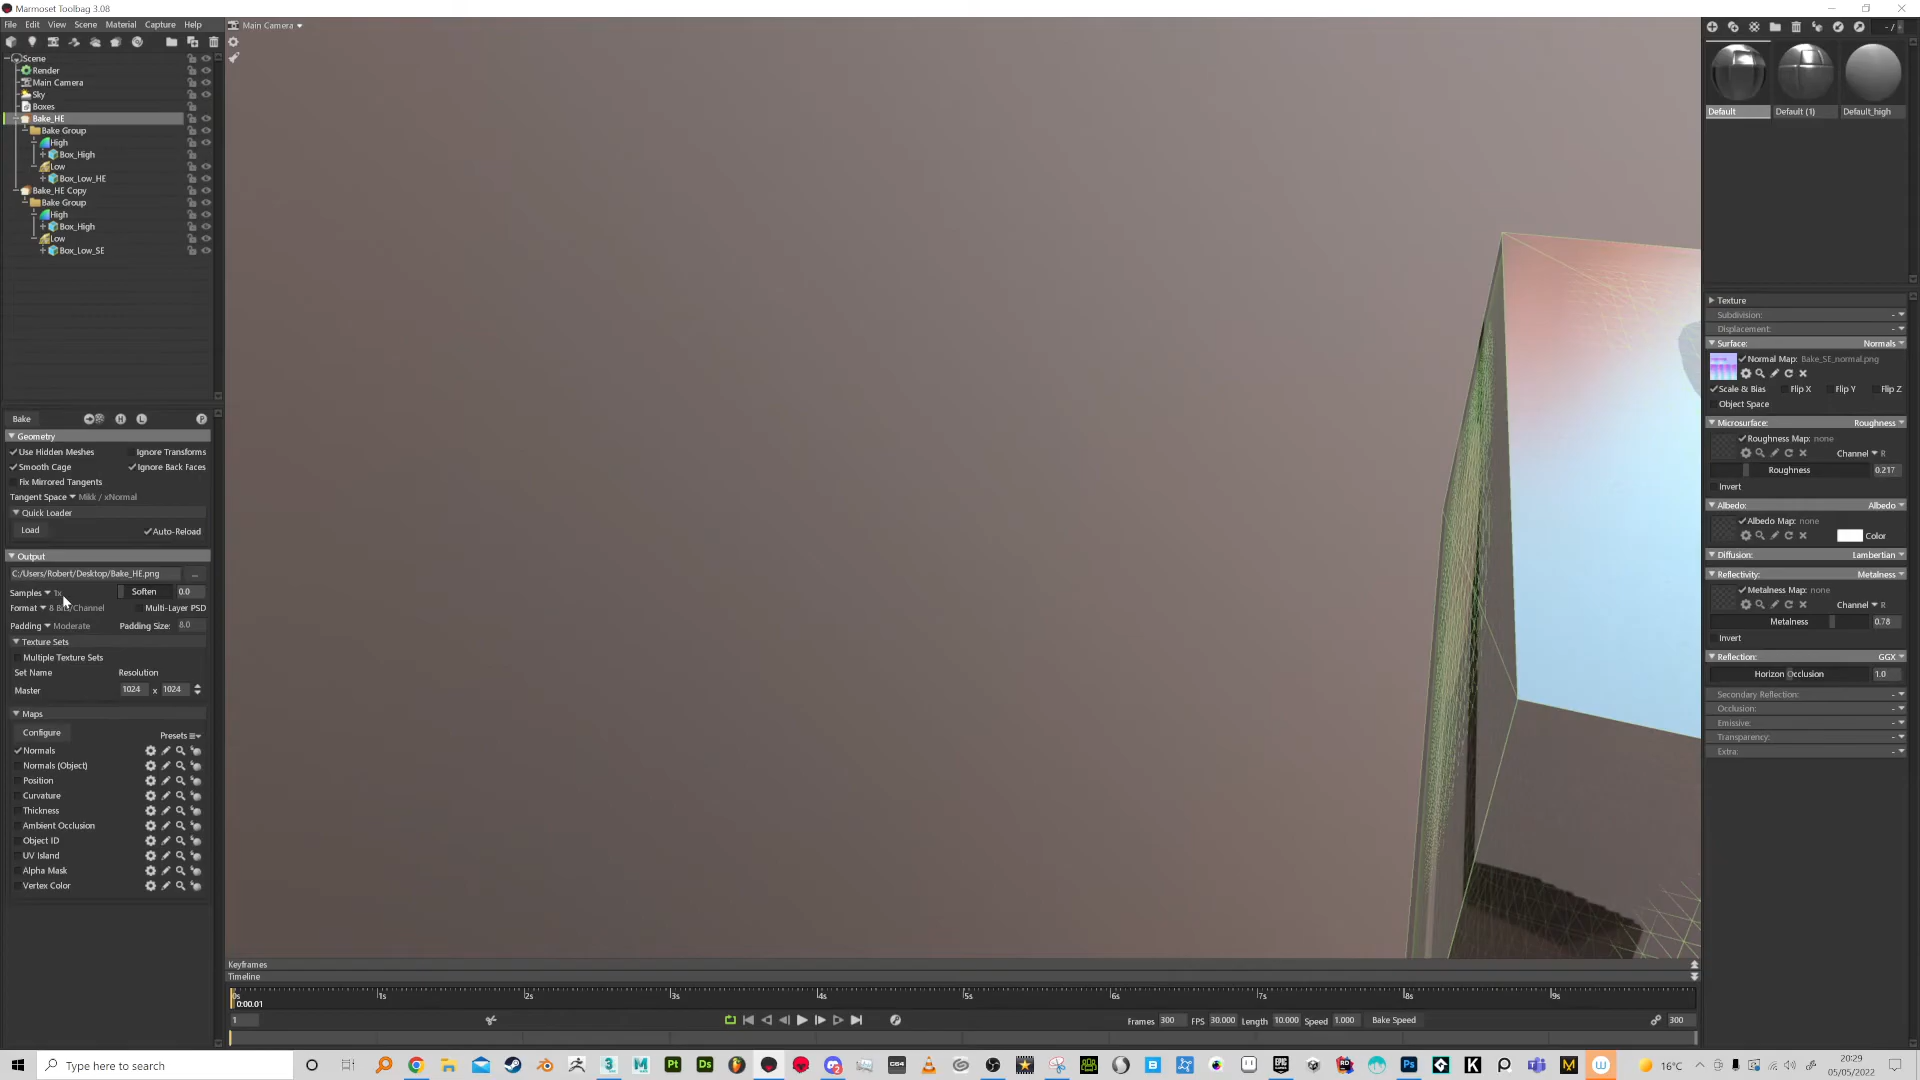 Marmoset Toolbag 3.08
File Edit View Scene Material Capture Help
Main Camera
Scene
Render
Main Camera
Sky
Boxes
Bake_HE
Bake Group
High
Box_High
Low
Box_Low_HE
Bake_HE Copy
Bake Group
High
Box_High
Low
Box_Low_SE
Bake H L P
Geometry
Use Hidden Meshes Ignore Transforms
Smooth Cage Ignore Back Faces
Fix Mirrored Tangents
Tangent Space Mikk / xNormal
Quick Loader
Load Auto-Reload
Output
C:/Users/Robert/Desktop/Bake_HE.png ...
Samples 1x Soften 0.0
Format 8 Bits/Channel Multi-Layer PSD
Padding Moderate Padding Size: 8.0
Texture Sets
Multiple Texture Sets
Set Name Resolution
Master 1024 x 1024
Maps
Configure Presets
Normals
Normals (Object)
Position
Curvature
Thickness
Ambient Occlusion
Object ID
UV Island
Alpha Mask
Vertex Color
Keyframes
Timeline
0s 1s 2s 3s 4s 5s 6s 7s 8s 9s
0:00.01
1 Frames 300 FPS 30.000 Length 10.000 Speed 1.000 Bake Speed 300
Default Default (1) Default_high
Texture
Subdivision: -
Displacement: -
Surface: Normals
Normal Map: Bake_SE_normal.png
Scale & Bias Flip X Flip Y Flip Z
Object Space
Microsurface: Roughness
Roughness Map: none
Channel R
Roughness 0.217
Invert
Albedo: Albedo
Albedo Map: none
Color
Diffusion: Lambertian
Reflectivity: Metalness
Metalness Map: none
Channel R
Metalness 0.78
Invert
Reflection: GGX
Horizon Occlusion 1.0
Secondary Reflection: -
Occlusion: -
Emissive: -
Transparency: -
Extra: -
Type here to search
16°C
20:29
05/05/2022